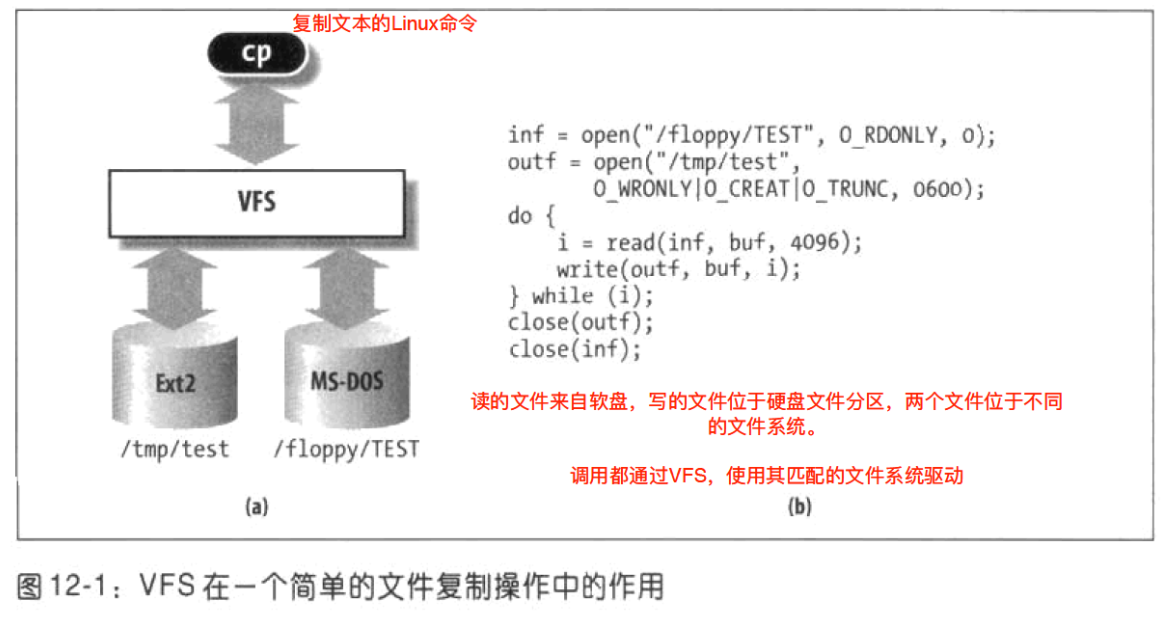 复制文本的Linux命令
cp
VFS
Ext2
MS-DOS
/tmp/test
/floppy/TEST
(a)
inf = open("/floppy/TEST", O_RDONLY, 0);
outf = open("/tmp/test",
O_WRONLY|O_CREAT|O_TRUNC, 0600);
do {
i = read(inf, buf, 4096);
write(outf, buf, i);
} while (i);
close(outf);
close(inf);
读的文件来自软盘，写的文件位于硬盘文件分区，两个文件位于不同
的文件系统。
调用都通过VFS，使用其匹配的文件系统驱动
(b)
图 12-1：VFS 在一个简单的文件复制操作中的作用